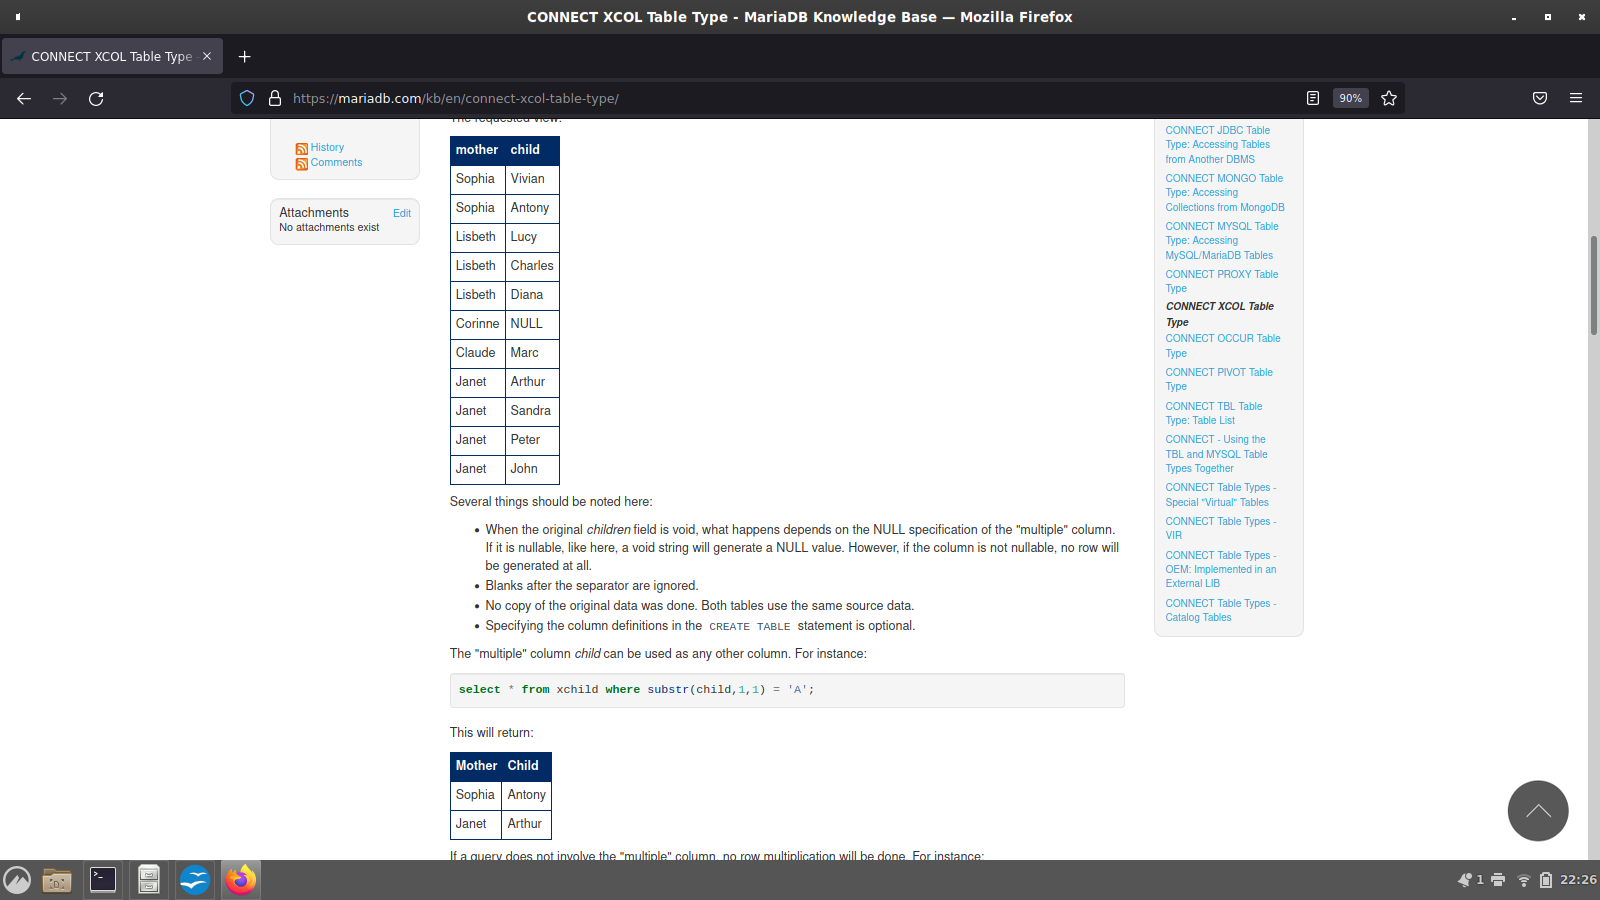 CONNECT XCOL Table Type - MariaDB Knowledge Base — Mozilla Firefox
CONNECT XCOL Table Type
https://mariadb.com/kb/en/connect-xcol-table-type/
90%
History
Comments
Attachments Edit
No attachments exist
The requested view:
mother child
Sophia Vivian
Sophia Antony
Lisbeth Lucy
Lisbeth Charles
Lisbeth Diana
Corinne NULL
Claude Marc
Janet Arthur
Janet Sandra
Janet Peter
Janet John
Several things should be noted here:
• When the original children field is void, what happens depends on the NULL specification of the "multiple" column.
If it is nullable, like here, a void string will generate a NULL value. However, if the column is not nullable, no row will
be generated at all.
• Blanks after the separator are ignored.
• No copy of the original data was done. Both tables use the same source data.
• Specifying the column definitions in the CREATE TABLE statement is optional.
The "multiple" column child can be used as any other column. For instance:
select * from xchild where substr(child,1,1) = 'A';
This will return:
Mother Child
Sophia Antony
Janet Arthur
If a query does not involve the "multiple" column, no row multiplication will be done. For instance:
CONNECT JDBC Table
Type: Accessing Tables
from Another DBMS
CONNECT MONGO Table
Type: Accessing
Collections from MongoDB
CONNECT MYSQL Table
Type: Accessing
MySQL/MariaDB Tables
CONNECT PROXY Table
Type
CONNECT XCOL Table
Type
CONNECT OCCUR Table
Type
CONNECT PIVOT Table
Type
CONNECT TBL Table
Type: Table List
CONNECT - Using the
TBL and MYSQL Table
Types Together
CONNECT Table Types -
Special "Virtual" Tables
CONNECT Table Types -
VIR
CONNECT Table Types -
OEM: Implemented in an
External LIB
CONNECT Table Types -
Catalog Tables
1 22:26